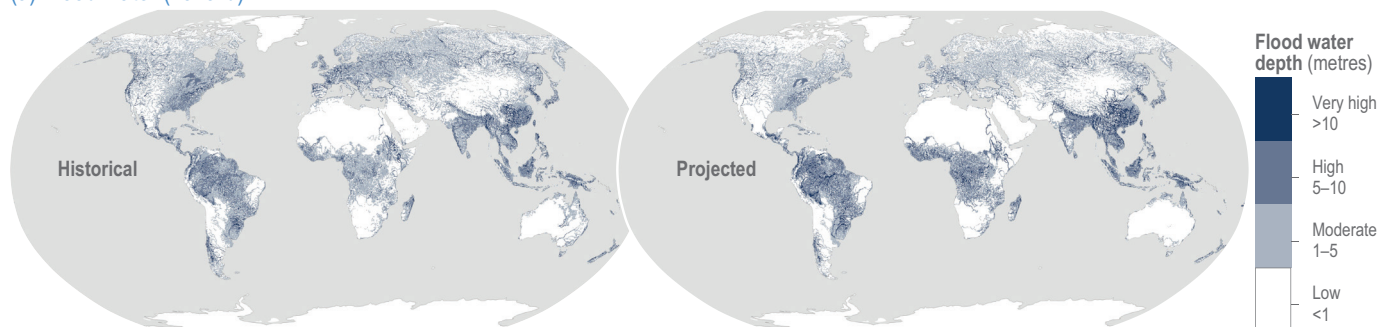 Historical
Projected
Flood water
depth (metres)
Very high
>10
High
5–10
Moderate
1–5
Low
<1